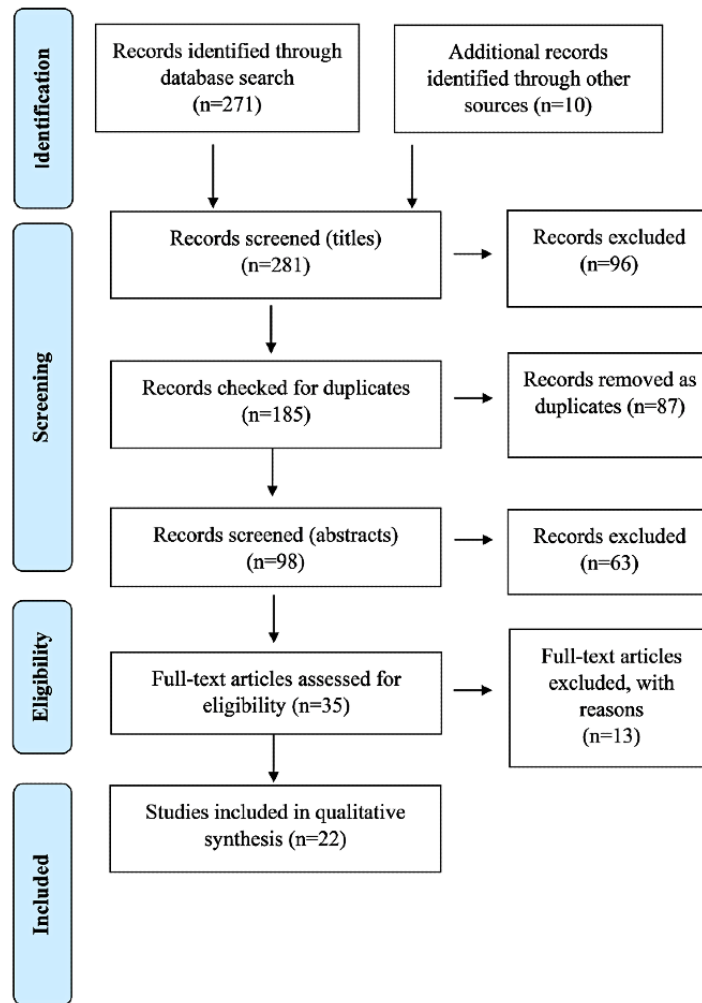 Identification
Records identified through
database search
(n=271)
Additional records
identified through other
sources (n=10)
Screening
Records screened (titles)
(n=281)
Records excluded
(n=96)
Records checked for duplicates
(n=185)
Records removed as
duplicates (n=87)
Records screened (abstracts)
(n=98)
Records excluded
(n=63)
Eligibility
Full-text articles assessed for
eligibility (n=35)
Full-text articles
excluded, with
reasons
(n=13)
Included
Studies included in qualitative
synthesis (n=22)